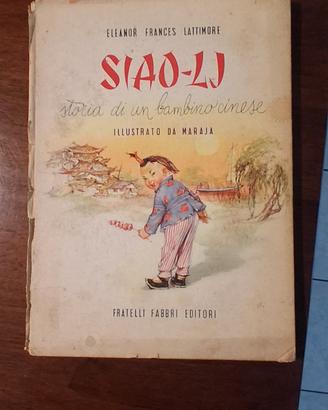 ELEANOR FRANCES LATTIMORE
SIAO-LI
storia di un bambino cinese
ILLUSTRATO DA MARAJA
FRATELLI FABBRI EDITORI